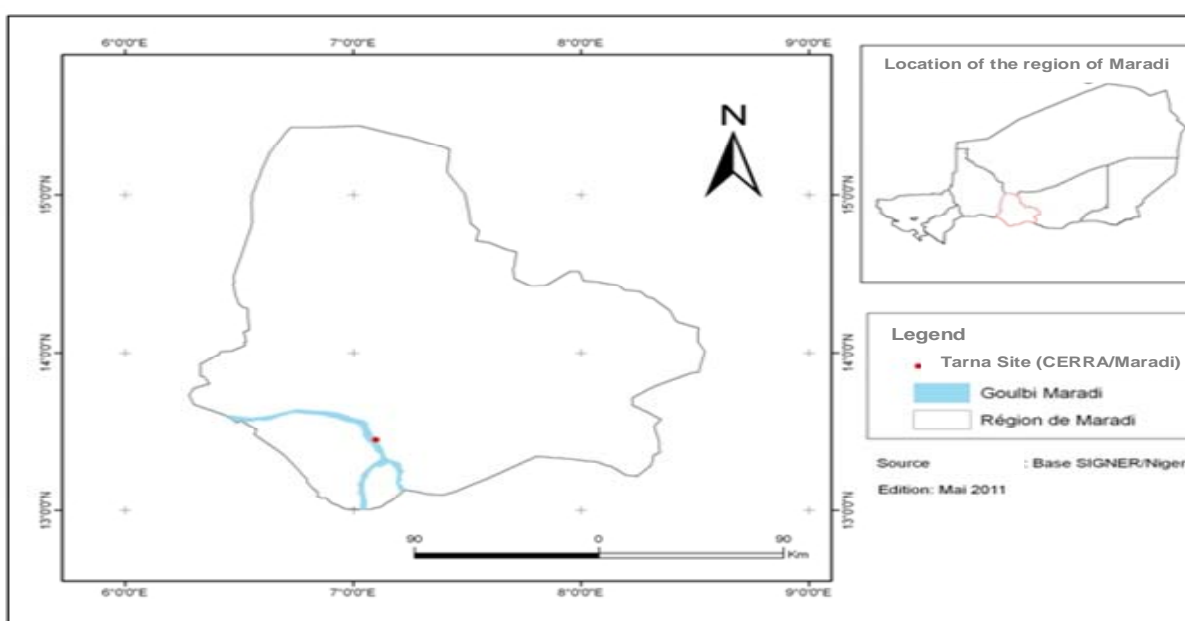 6°0'0"E 7°0'0"E 8°0'0"E 9°0'0"E
15°0'0"N
14°0'0"N
13°0'0"N
N
90 0 90
Km
6°0'0"E 7°0'0"E 8°0'0"E 9°0'0"E
15°0'0"N
14°0'0"N
13°0'0"N
Location of the region of Maradi
Legend
Tarna Site (CERRA/Maradi)
Goulbi Maradi
Région de Maradi
Source : Base SIGNER/Niger
Edition: Mai 2011